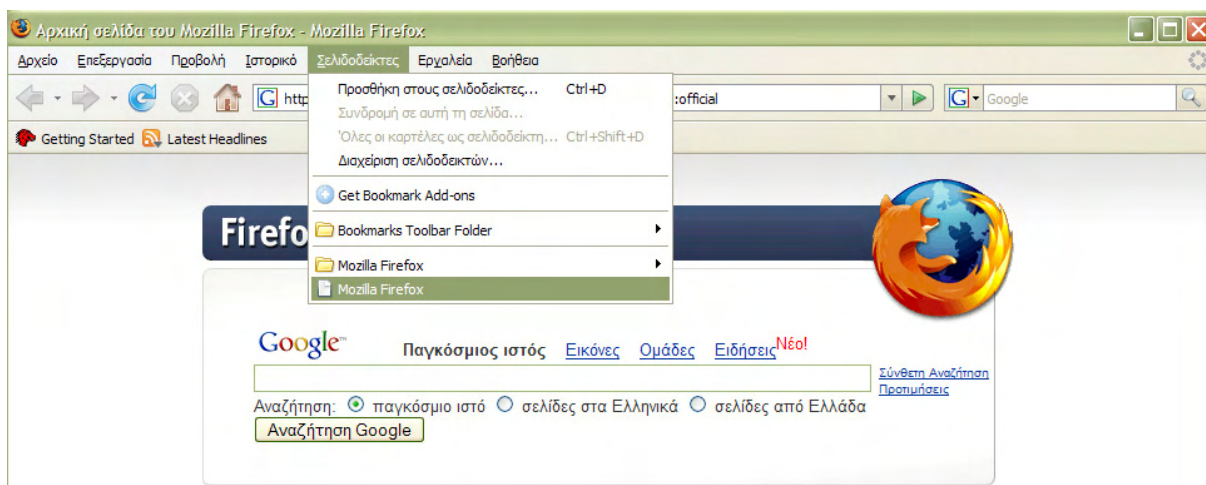 Αρχική σελίδα του Mozilla Firefox - Mozilla Firefox
Αρχείο Επεξεργασία Προβολή Ιστορικό Σελιδοδείκτες Εργαλεία Βοήθεια
G http :official G Google
Getting Started Latest Headlines
Προσθήκη στους σελιδοδείκτες... Ctrl+D
Συνδρομή σε αυτή τη σελίδα...
Όλες οι καρτέλες ως σελιδοδείκτη... Ctrl+Shift+D
Διαχείριση σελιδοδεικτών...
Get Bookmark Add-ons
Bookmarks Toolbar Folder
Mozilla Firefox
Mozilla Firefox
Firefo
Google™ Παγκόσμιος ιστός Εικόνες Ομάδες Ειδήσεις Νέο!
Σύνθετη Αναζήτηση
Προτιμήσεις
Αναζήτηση: παγκόσμιο ιστό σελίδες στα Ελληνικά σελίδες από Ελλάδα
Αναζήτηση Google